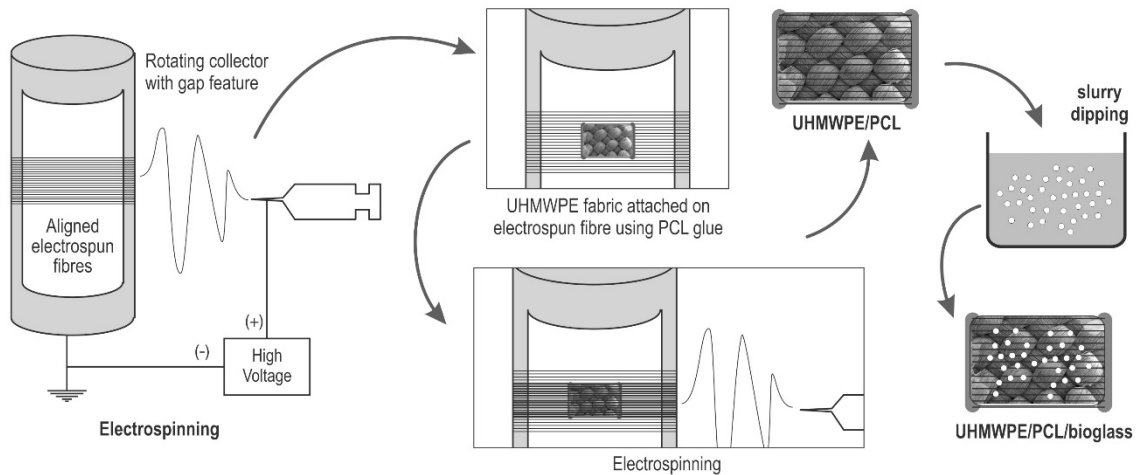 Rotating collector
with gap feature
Aligned
electrospun
fibres
(+)
(-)
High
Voltage
Electrospinning
UHMWPE fabric attached on
electrospun fibre using PCL glue
Electrospinning
UHMWPE/PCL
slurry
dipping
UHMWPE/PCL/bioglass